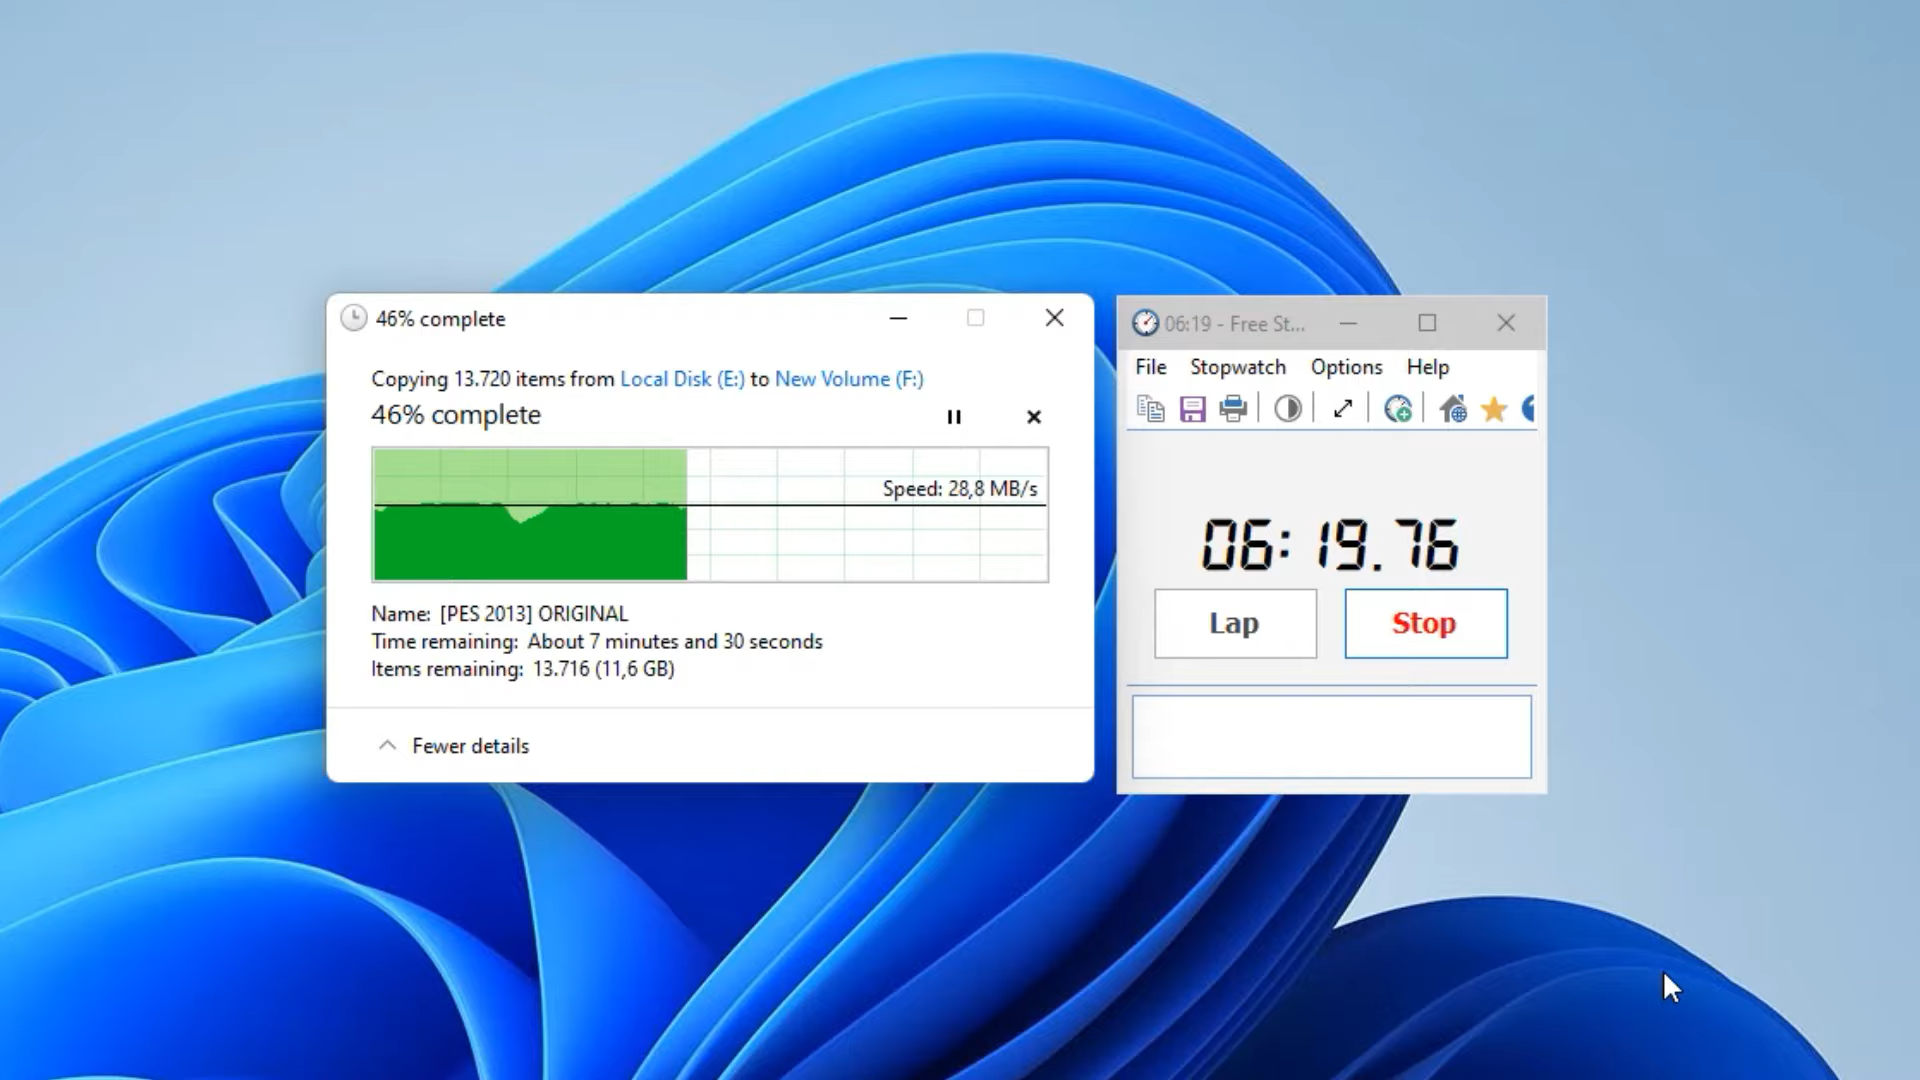 46% complete
Copying 13.720 items from Local Disk (E:) to New Volume (F:)
46% complete
Speed: 28,8 MB/s
Name: [PES 2013] ORIGINAL
Time remaining: About 7 minutes and 30 seconds
Items remaining: 13.716 (11,6 GB)
Fewer details
06:19 - Free St...
File Stopwatch Options Help
06:19.76
Lap Stop